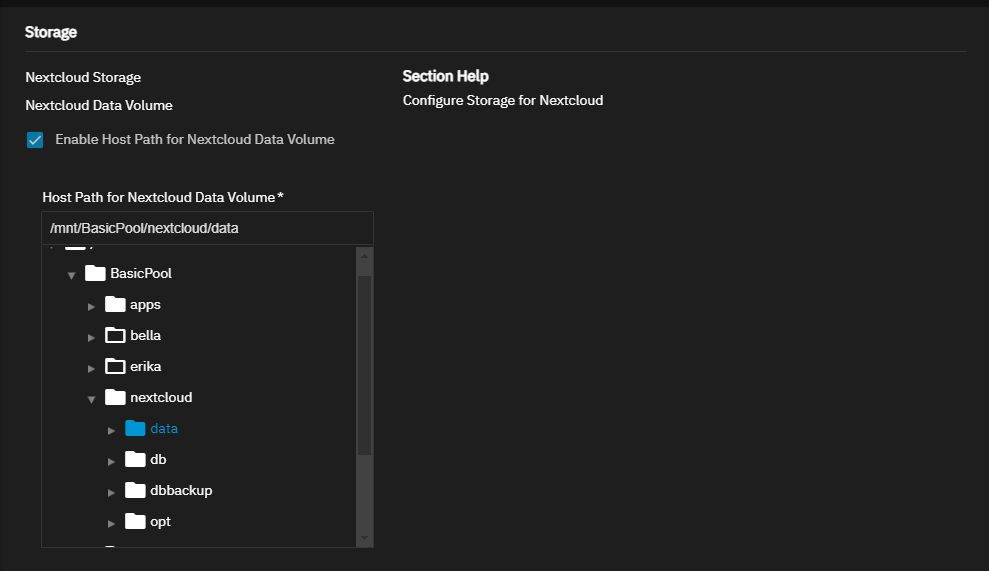 Storage
Nextcloud Storage
Nextcloud Data Volume
Enable Host Path for Nextcloud Data Volume
Host Path for Nextcloud Data Volume*
/mnt/BasicPool/nextcloud/data
BasicPool
apps
bella
erika
nextcloud
data
db
dbbackup
opt
Section Help
Configure Storage for Nextcloud